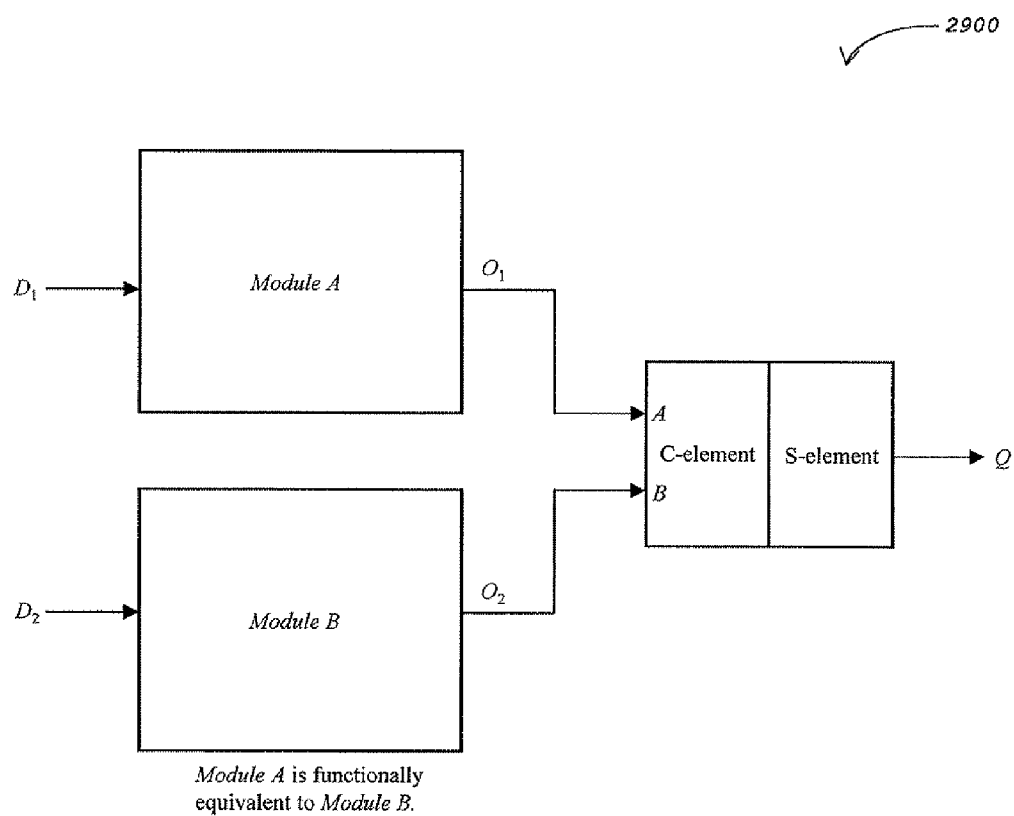 2900
Module A
O₁
D₁
A
C-element
S-element
Q
B
Module B
O₂
D₂
Module A is functionally
equivalent to Module B.